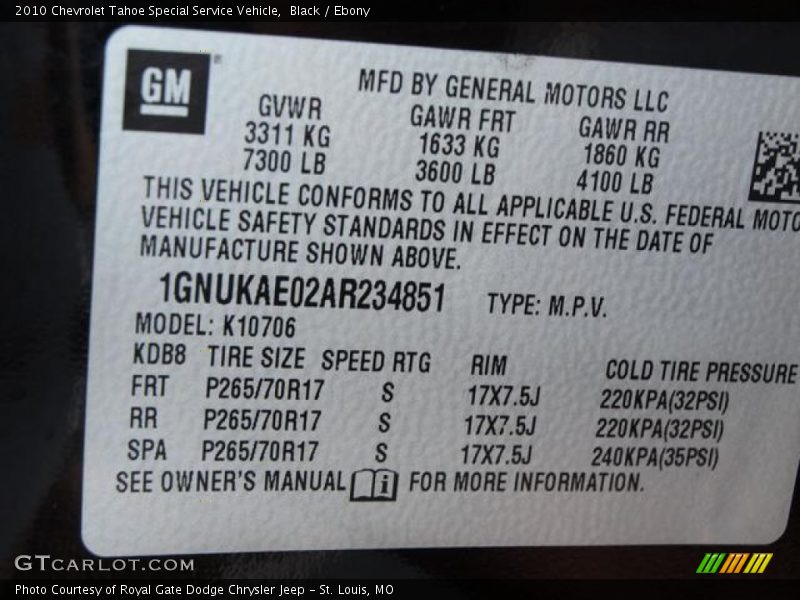 2010 Chevrolet Tahoe Special Service Vehicle, Black / Ebony
GM
MFD BY GENERAL MOTORS LLC
GVWR GAWR FRT GAWR RR
3311 KG 1633 KG 1860 KG
7300 LB 3600 LB 4100 LB
THIS VEHICLE CONFORMS TO ALL APPLICABLE U.S. FEDERAL MOTO
VEHICLE SAFETY STANDARDS IN EFFECT ON THE DATE OF
MANUFACTURE SHOWN ABOVE.
1GNUKAE02AR234851 TYPE: M.P.V.
MODEL: K10706
KDB8 TIRE SIZE SPEED RTG RIM COLD TIRE PRESSURE
FRT P265/70R17 S 17X7.5J 220KPA(32PSI)
RR P265/70R17 S 17X7.5J 220KPA(32PSI)
SPA P265/70R17 S 17X7.5J 240KPA(35PSI)
SEE OWNER'S MANUAL i FOR MORE INFORMATION.
GTCARLOT.COM
Photo Courtesy of Royal Gate Dodge Chrysler Jeep - St. Louis, MO